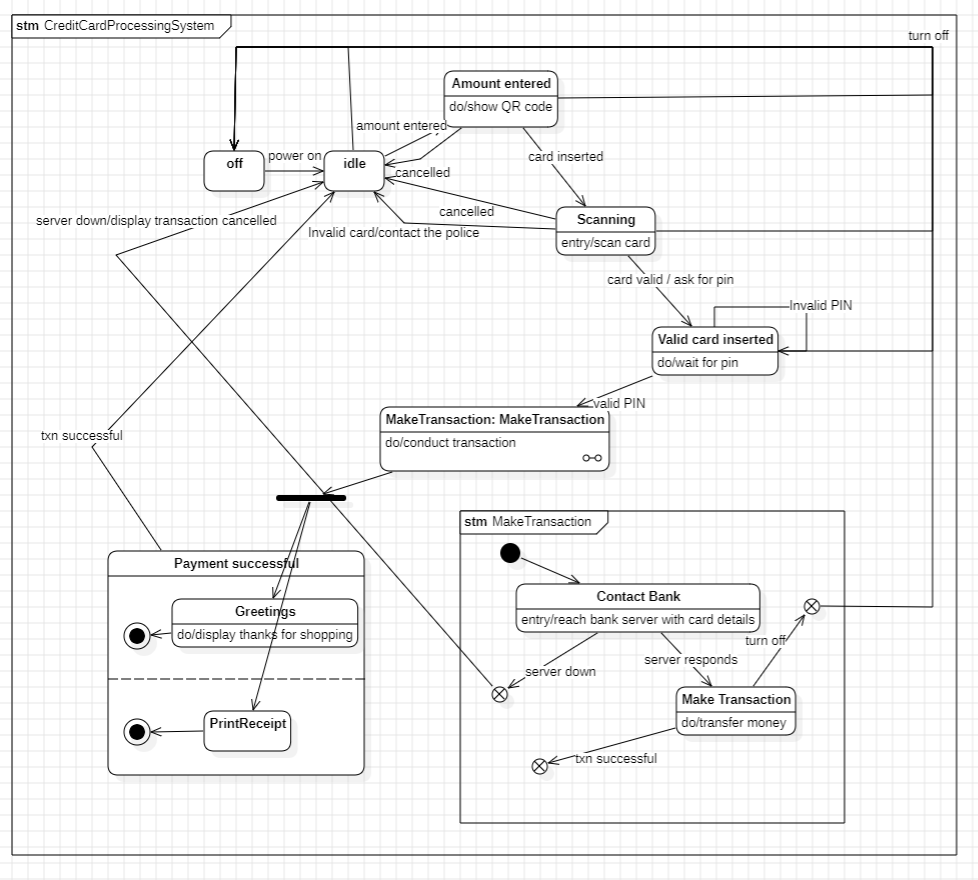 stm CreditCardProcessingSystem
turn off
Amount entered
do/show QR code
amount entered
card inserted
off
power on
idle
cancelled
cancelled
Scanning
entry/scan card
server down/display transaction cancelled
Invalid card/contact the police
card valid / ask for pin
Invalid PIN
Valid card inserted
do/wait for pin
valid PIN
MakeTransaction: MakeTransaction
do/conduct transaction
txn successful
stm MakeTransaction
Payment successful
Contact Bank
entry/reach bank server with card details
Greetings
do/display thanks for shopping
turn off
server responds
server down
Make Transaction
do/transfer money
PrintReceipt
txn successful